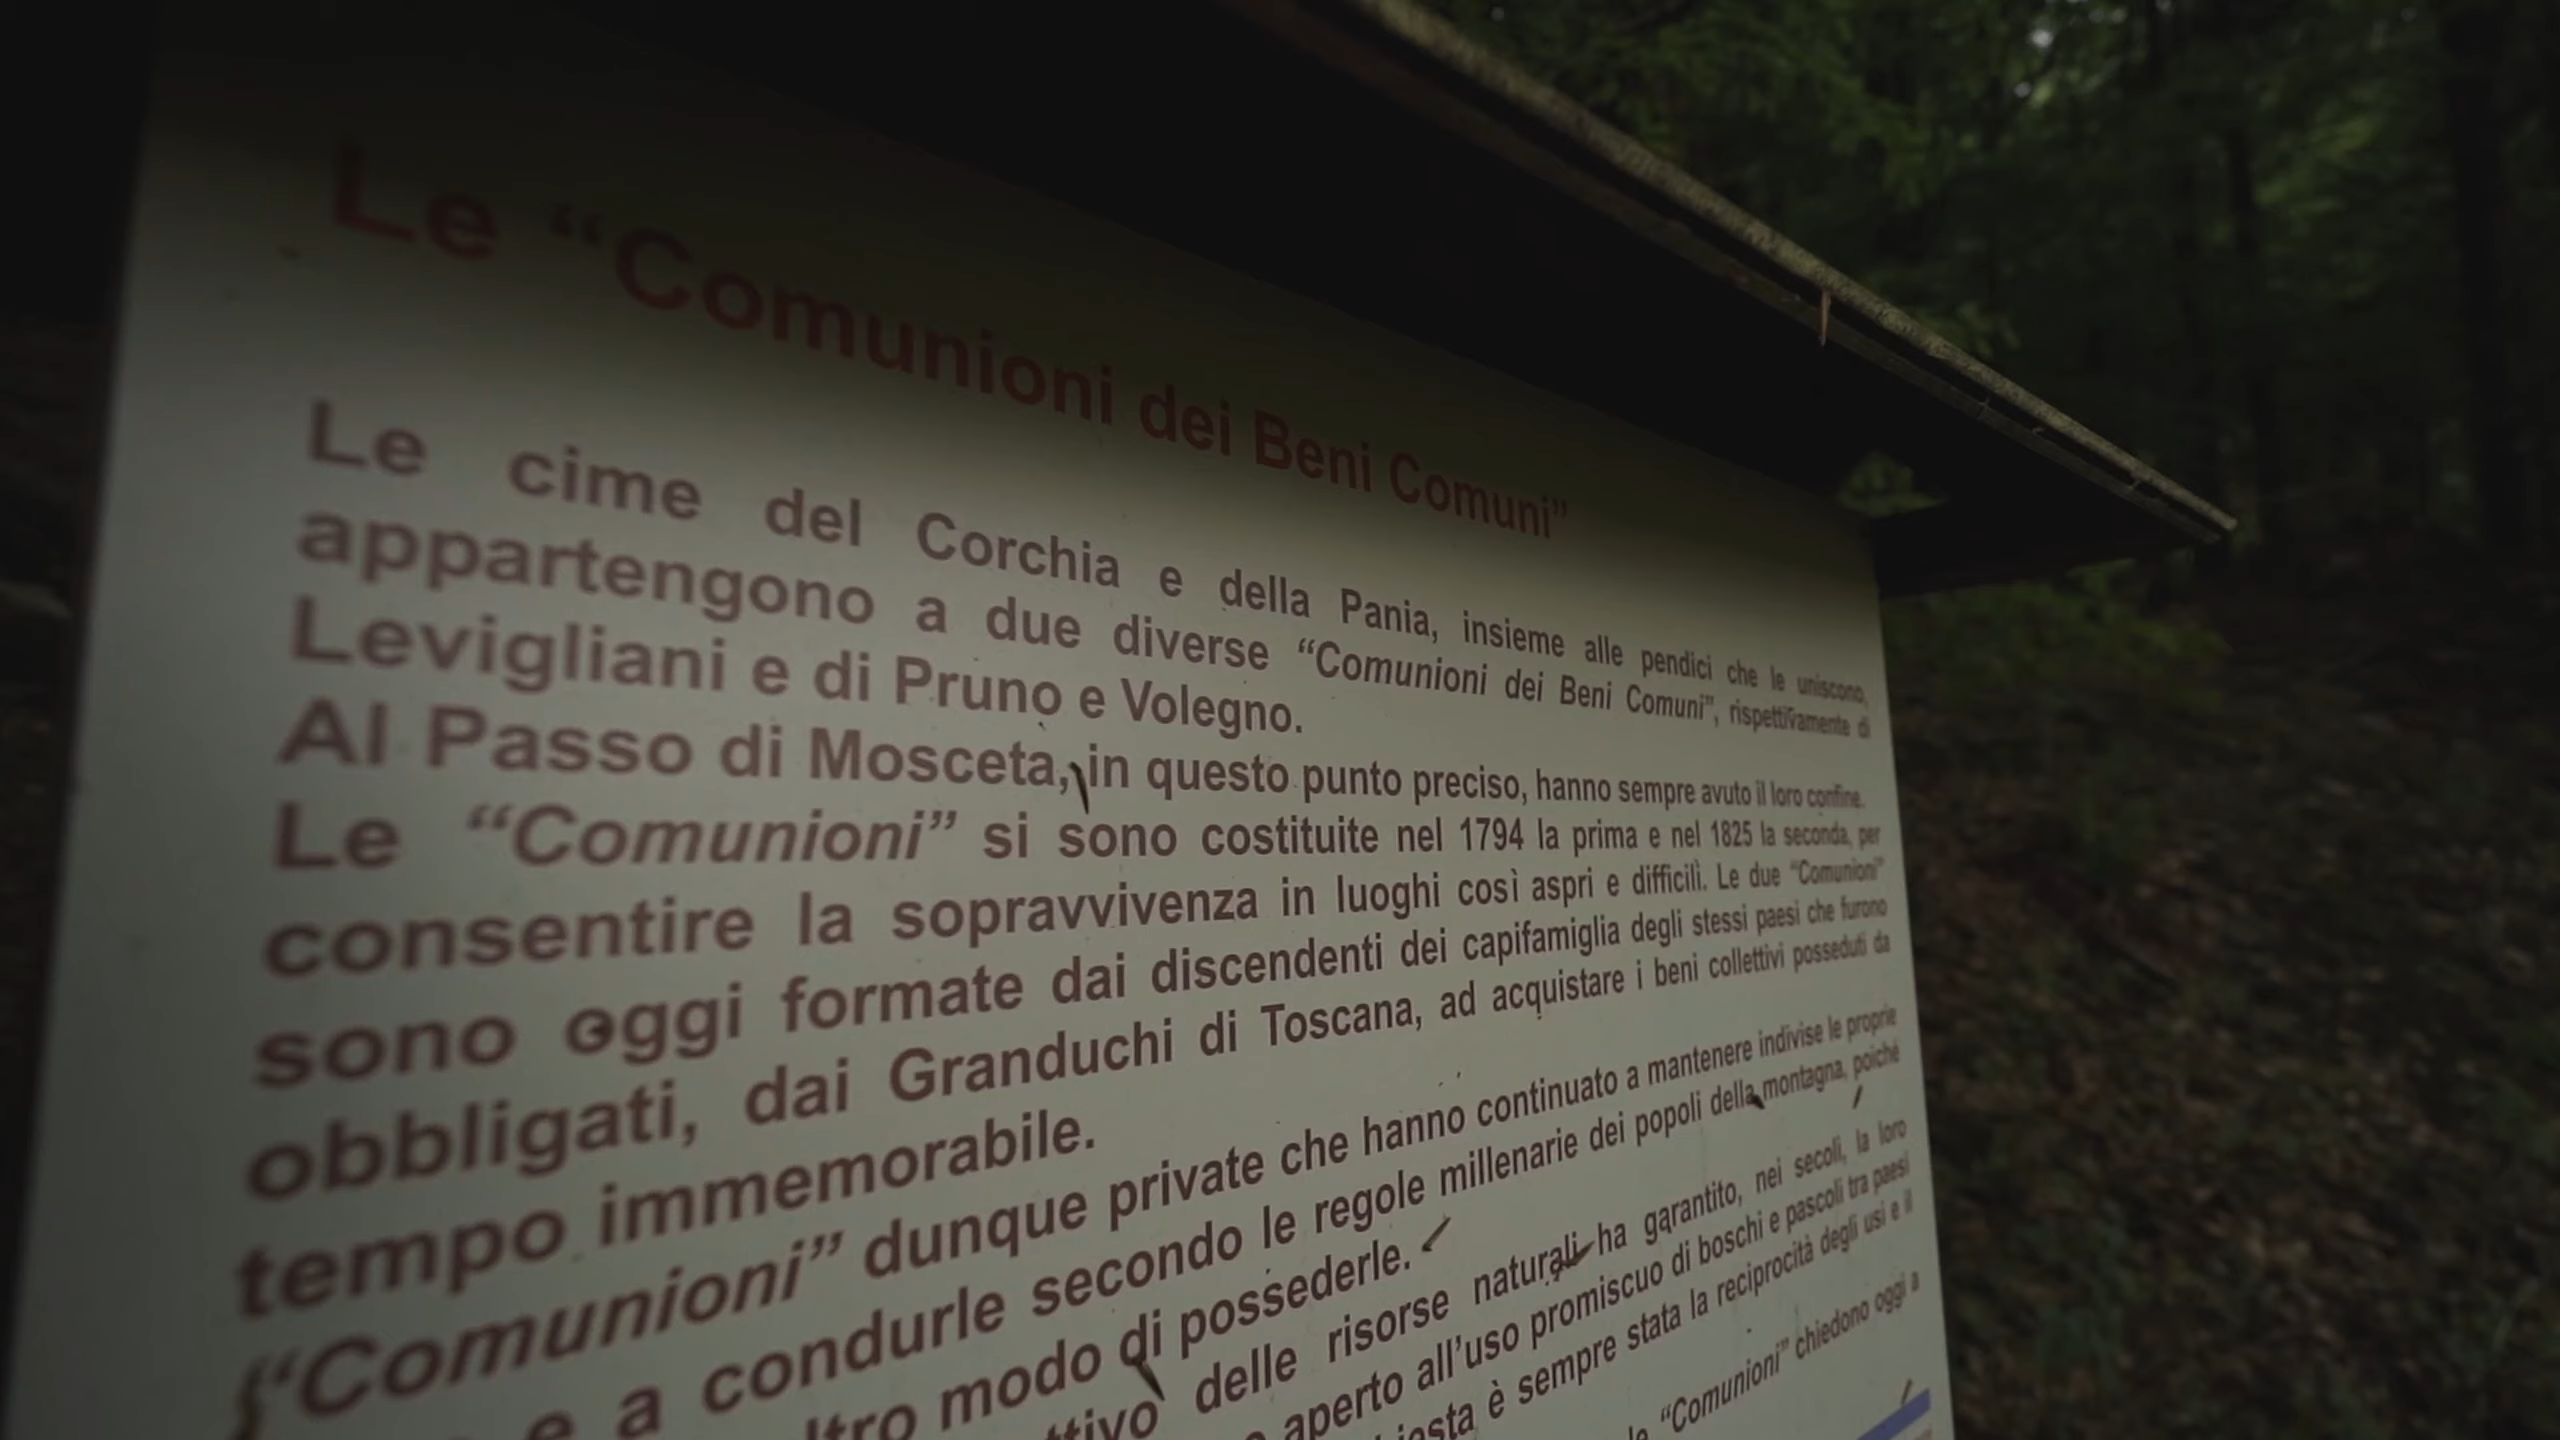 Le “Comunioni dei Beni Comuni”
Le cime del Corchia e della Pania, insieme alle pendici che le uniscono,
appartengono a due diverse “Comunioni dei Beni Comuni”, rispettivamente di
Levigliani e di Pruno e Volegno.
Al Passo di Mosceta, in questo punto preciso, hanno sempre avuto il loro confine.
Le “Comunioni” si sono costituite nel 1794 la prima e nel 1825 la seconda, per
consentire la sopravvivenza in luoghi così aspri e difficili. Le due “Comunioni”
sono oggi formate dai discendenti dei capifamiglia degli stessi paesi che furono
obbligati, dai Granduchi di Toscana, ad acquistare i beni collettivi posseduti da
tempo immemorabile.
“Comunioni” dunque private che hanno continuato a mantenere indivise le proprie
e a condurle secondo le regole millenarie dei popoli della montagna, poiché
modo di possederle.
delle risorse naturali ha garantito, nei secoli, la loro
aperto all’uso promiscuo di boschi e pascoli tra paesi
è sempre stata la reciprocità degli usi e il
“Comunioni” chiedono oggi a